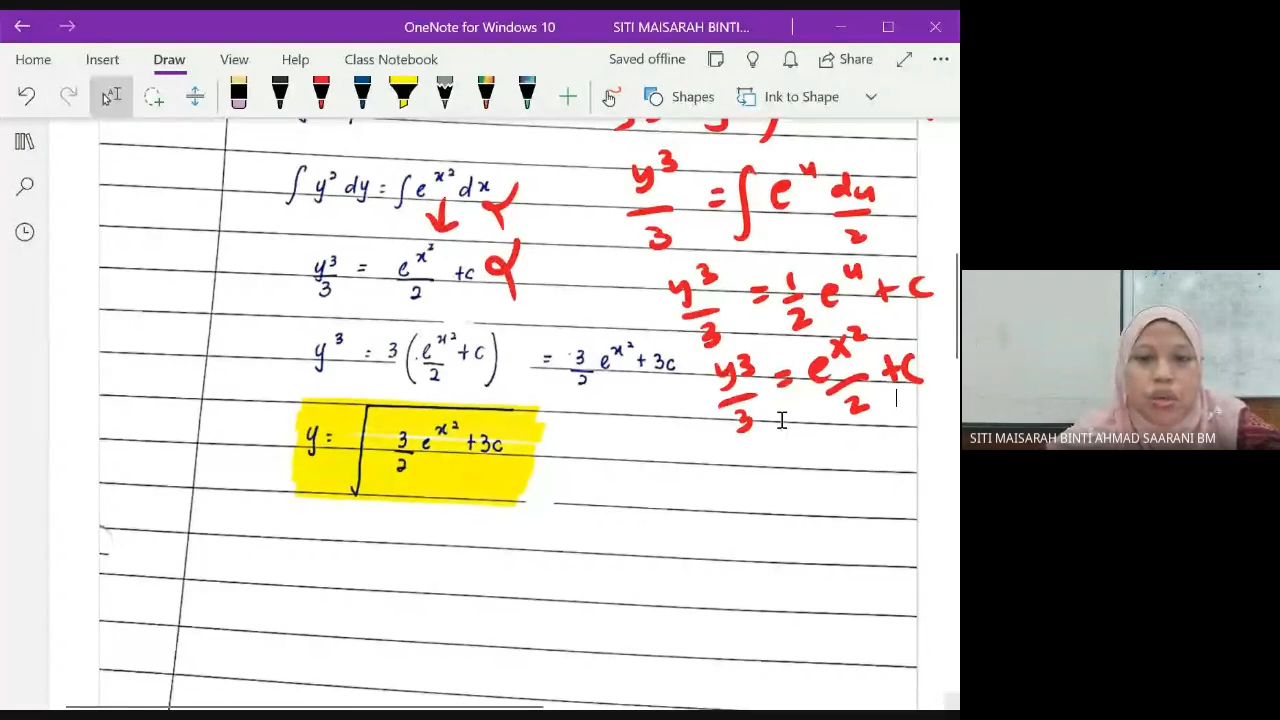 OneNote for Windows 10
SITI MAISARAH BINTI...
Home Insert Draw View Help Class Notebook
Saved offline
Share
Shapes
Ink to Shape
∫ y² dy = ∫ e^x² dx
y³/3 = e^x²/2 + c
y³ = 3 (e^x²/2 + c) = 3/2 e^x² + 3c
y = √(3/2 e^x² + 3c)
y³/3 = ∫ e^u du/2
y³/3 = 1/2 e^u + c
y³/3 = e^x²/2 + c
SITI MAISARAH BINTI AHMAD SAARANI BM